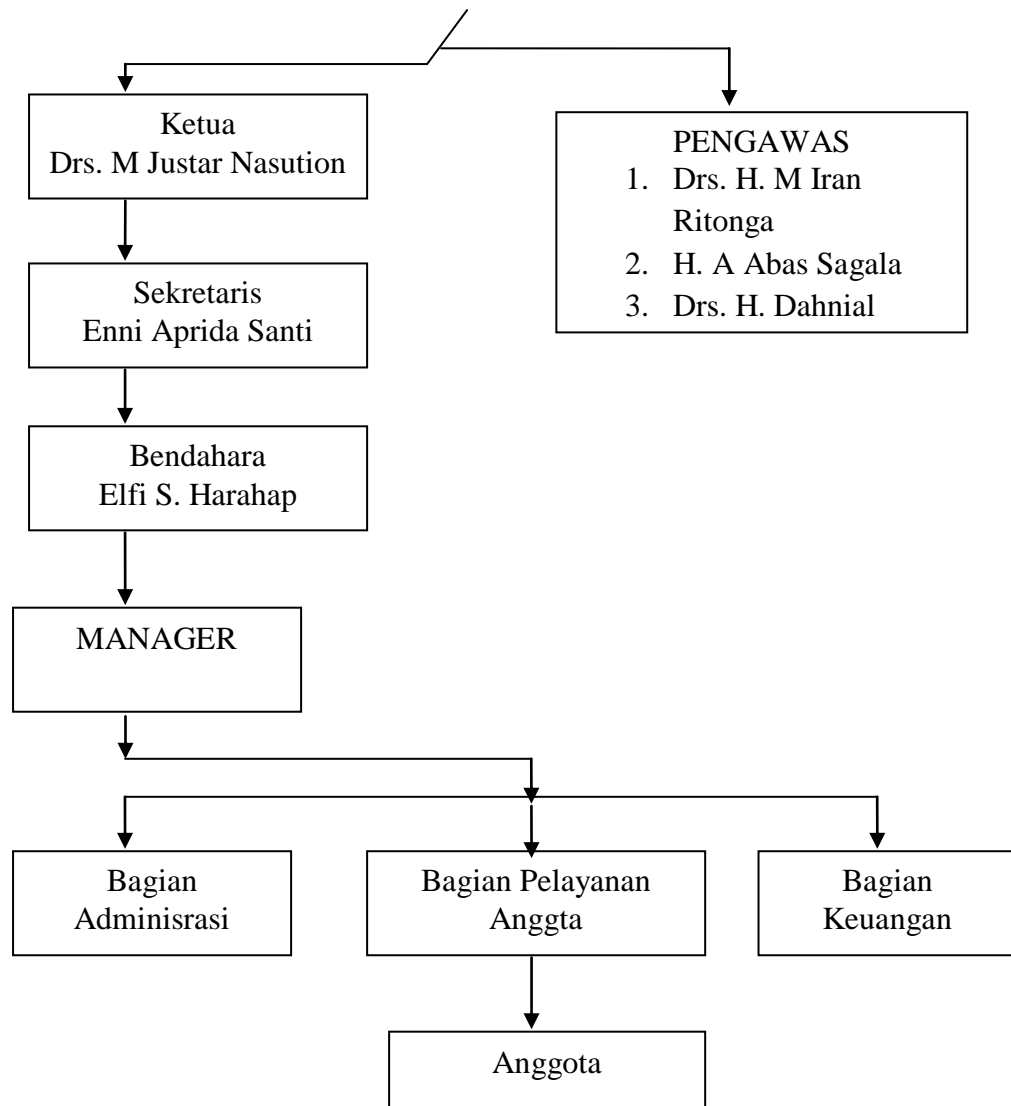 Ketua
Drs. M Justar Nasution
PENGAWAS
1. Drs. H. M Iran
Ritonga
2. H. A Abas Sagala
3. Drs. H. Dahnial
Sekretaris
Enni Aprida Santi
Bendahara
Elfi S. Harahap
MANAGER
Bagian
Adminisrasi
Bagian Pelayanan
Anggta
Bagian
Keuangan
Anggota